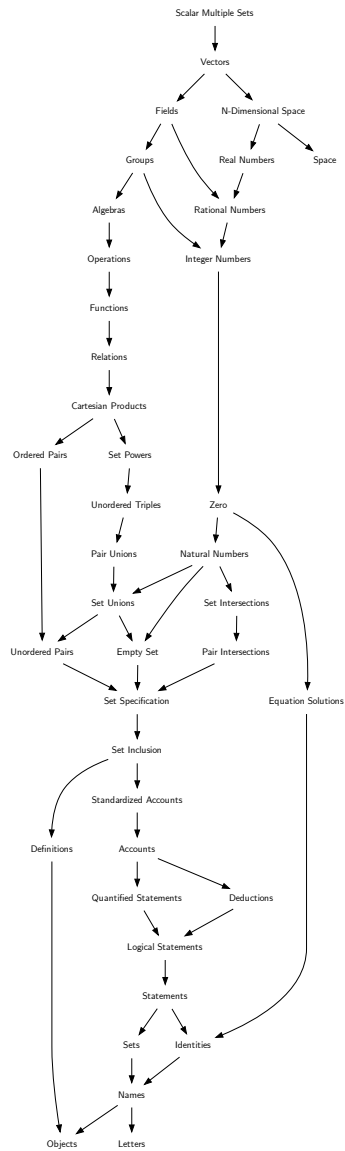 Scalar Multiple Sets
Vectors
Fields
N-Dimensional Space
Groups
Real Numbers
Space
Algebras
Rational Numbers
Operations
Integer Numbers
Functions
Relations
Cartesian Products
Ordered Pairs
Set Powers
Unordered Triples
Zero
Pair Unions
Natural Numbers
Set Unions
Set Intersections
Unordered Pairs
Empty Set
Pair Intersections
Set Specification
Equation Solutions
Set Inclusion
Standardized Accounts
Definitions
Accounts
Quantified Statements
Deductions
Logical Statements
Statements
Sets
Identities
Names
Objects
Letters